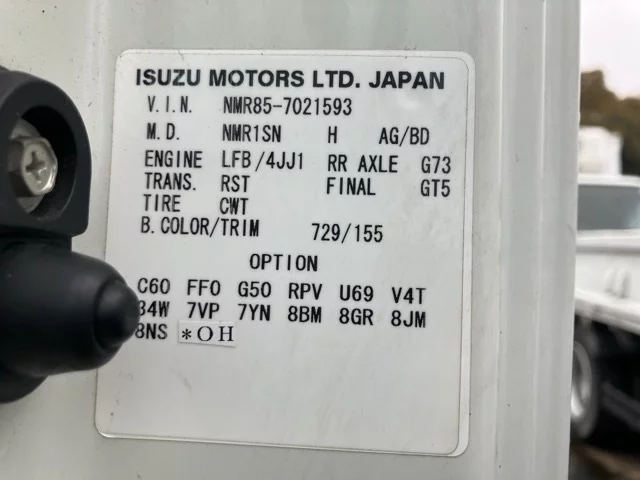 ISUZU MOTORS LTD. JAPAN
V.I.N. NMR85-7021593
M.D. NMR1SN H AG/BD
ENGINE LFB/4JJ1 RR AXLE G73
TRANS. RST FINAL GT5
TIRE CWT
B.COLOR/TRIM 729/155
OPTION
C60 FF0 G50 RPV U69 V4T
7VP 7YN 8BM 8GR 8JM
8NS *OH